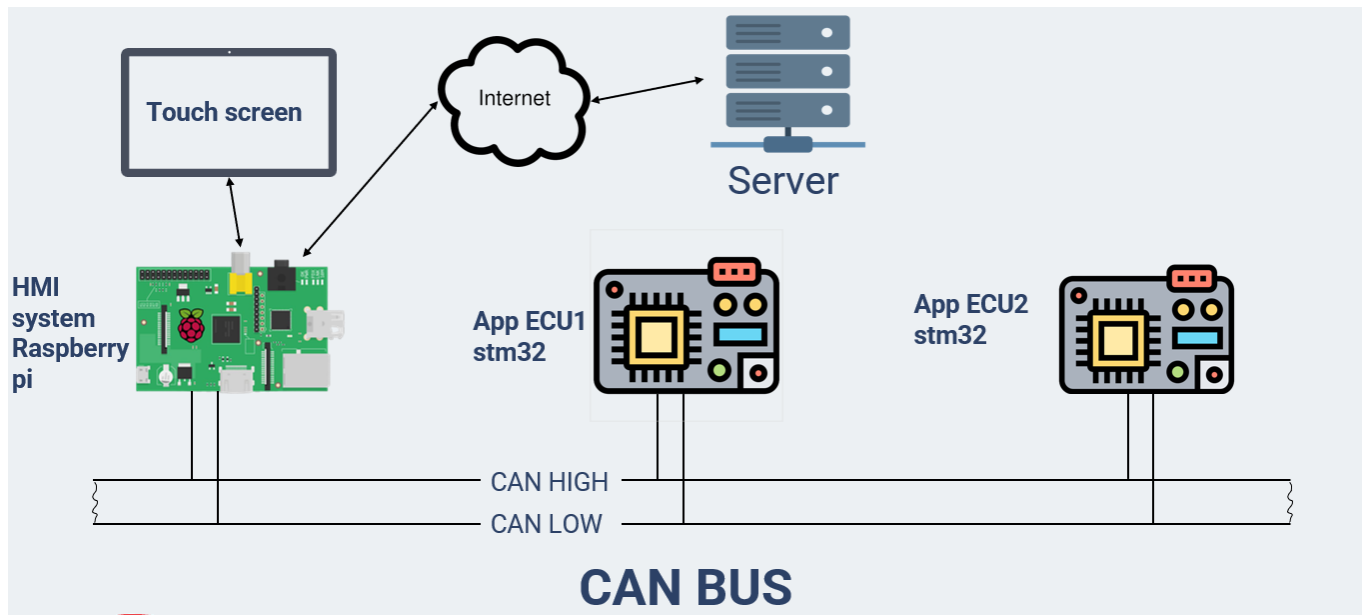 Touch screen
Internet
Server
HMI
system
Raspberry
pi
App ECU1
stm32
App ECU2
stm32
CAN HIGH
CAN LOW
CAN BUS